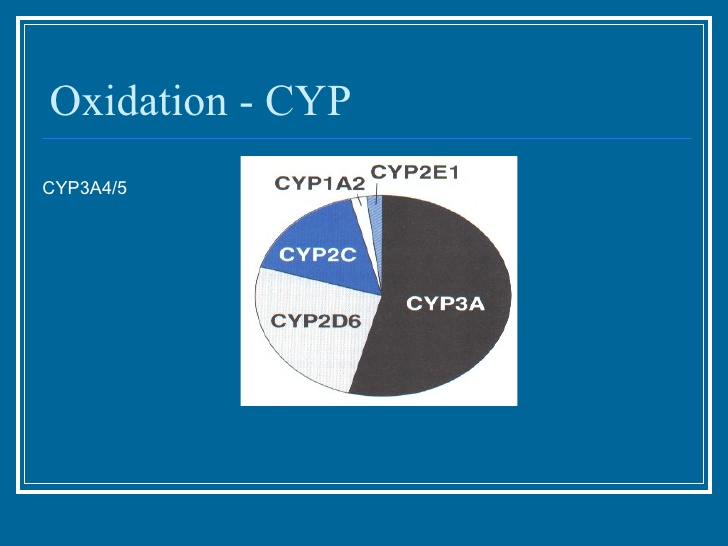 Oxidation - CYP
CYP3A4/5
CYP2E1
CYP1A2
CYP2C
CYP3A
CYP2D6